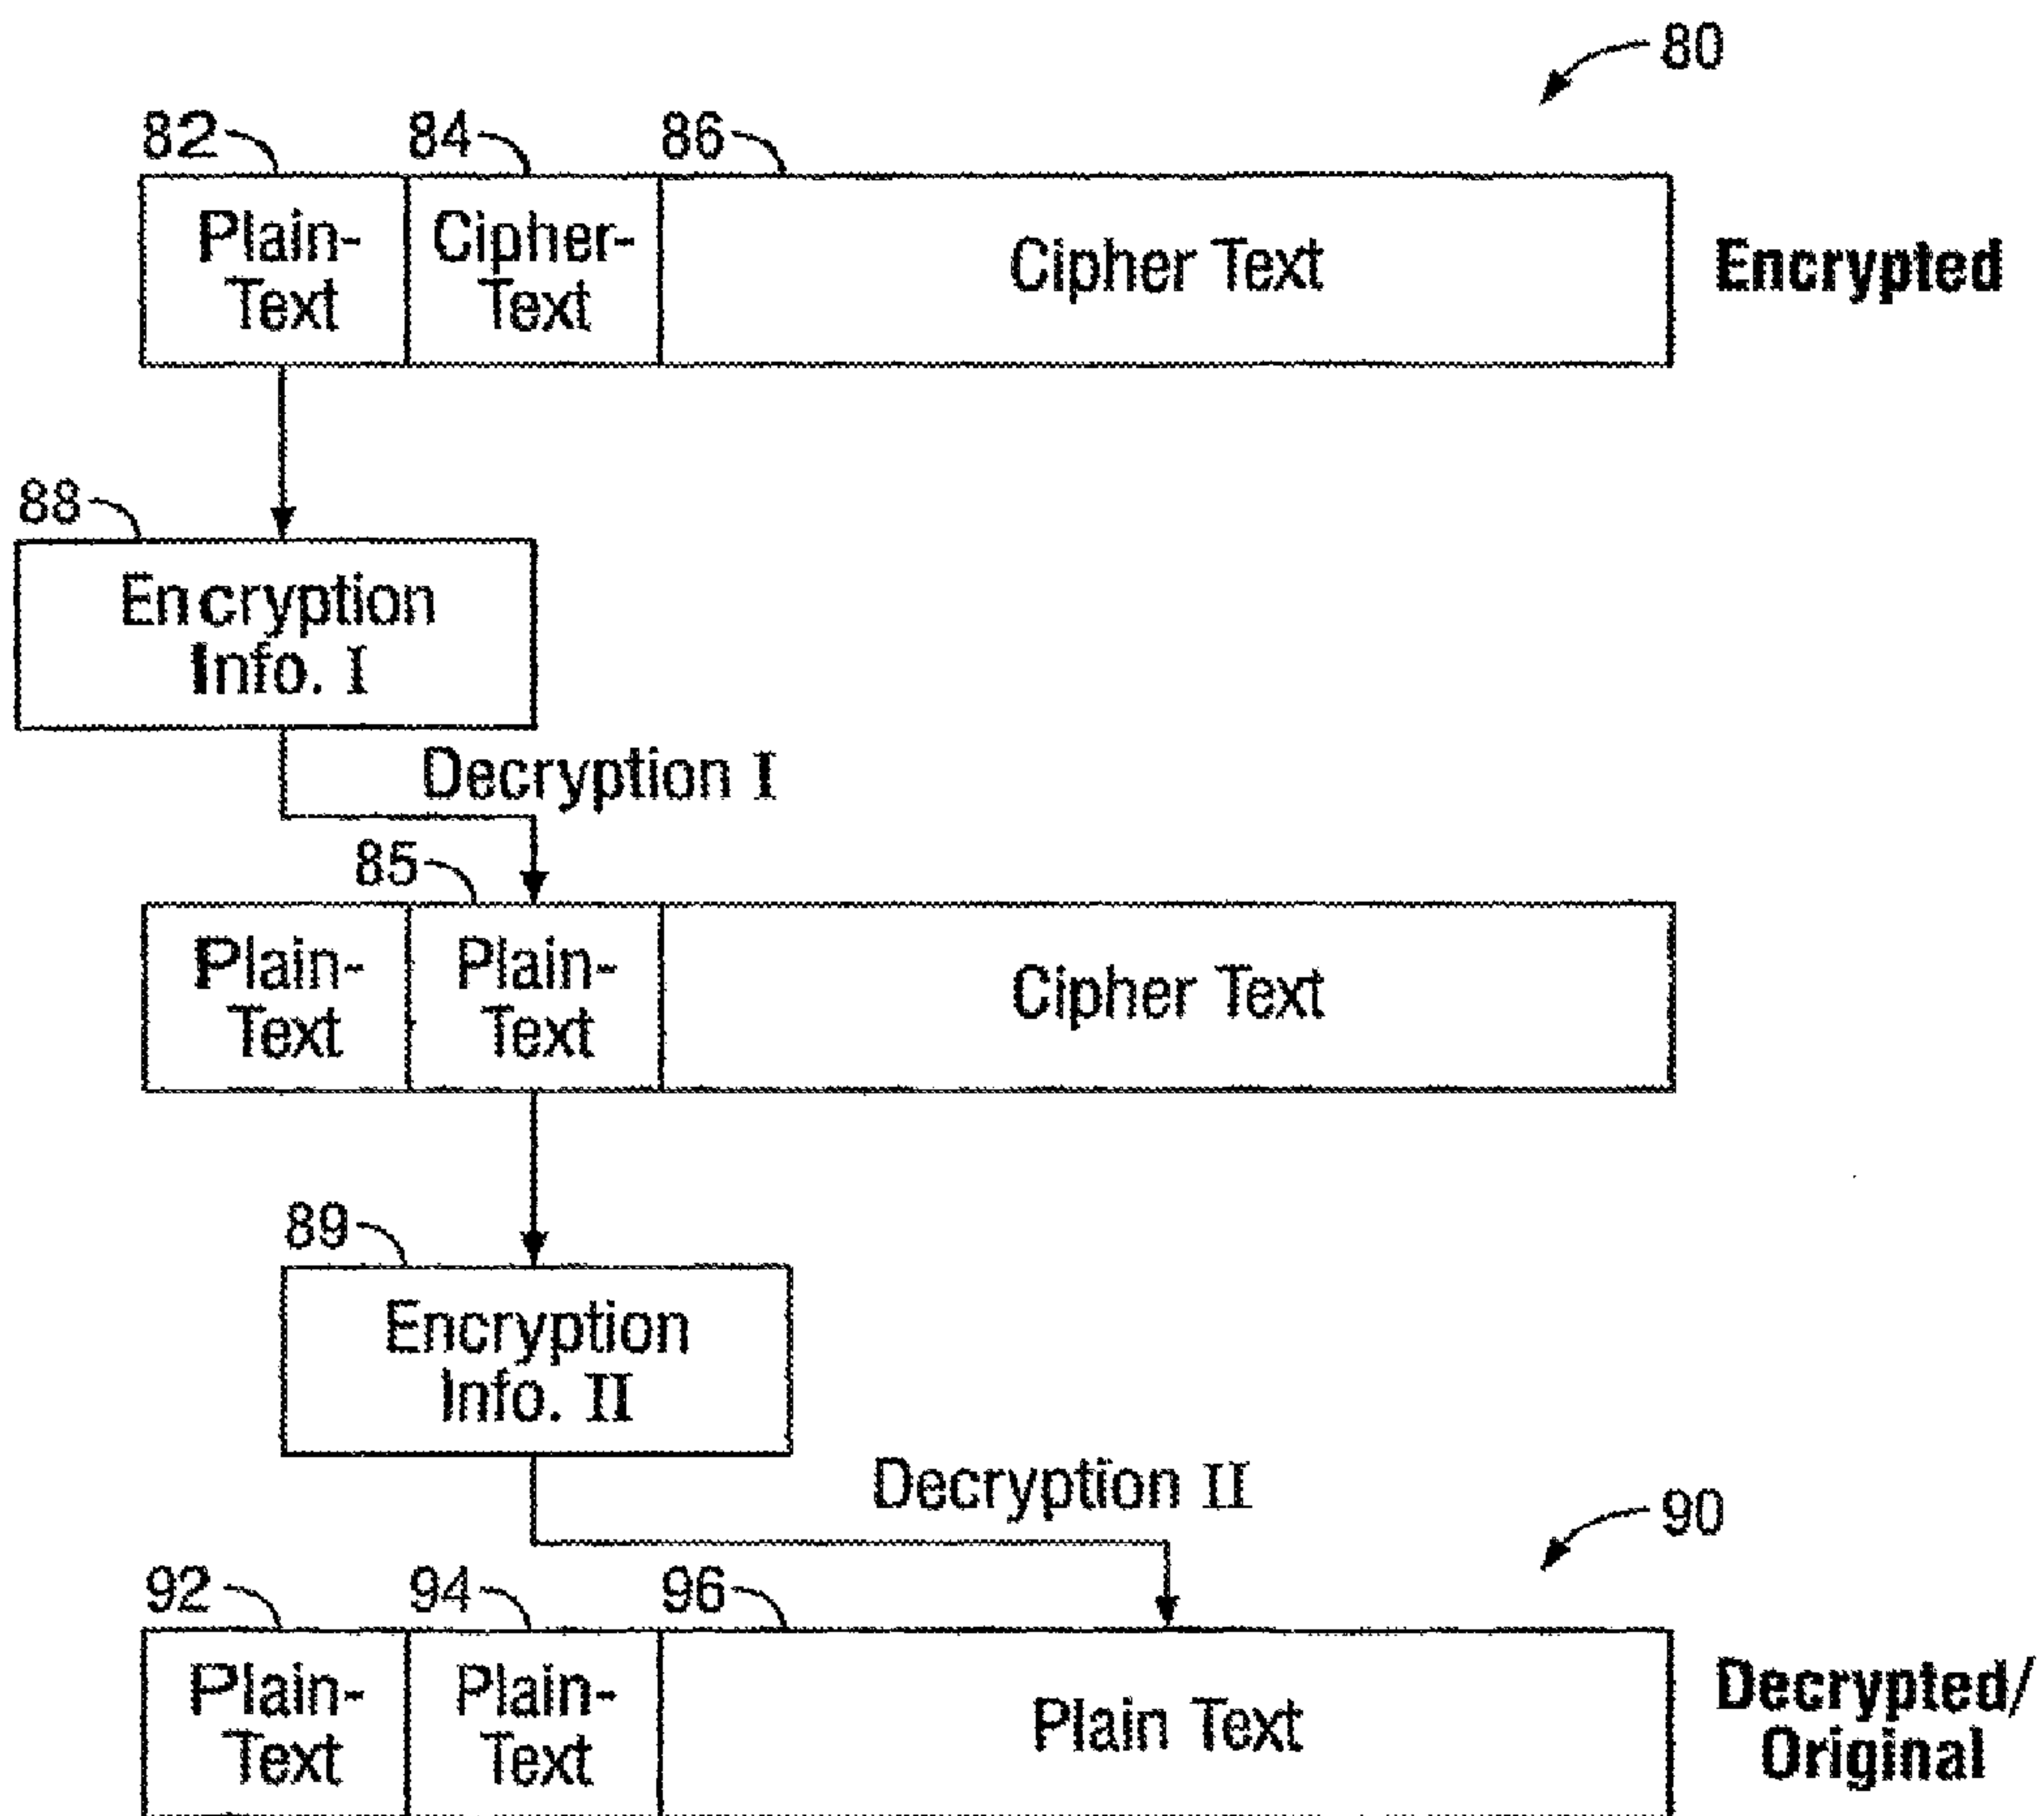 80
82 84 86
Plain-
Text
Cipher-
Text
Cipher Text
Encrypted
88
Encryption
Info. I
Decryption I
85
Plain-
Text
Plain-
Text
Cipher Text
89
Encryption
Info. II
Decryption II
90
92 94 96
Plain-
Text
Plain-
Text
Plain Text
Decrypted/
Original